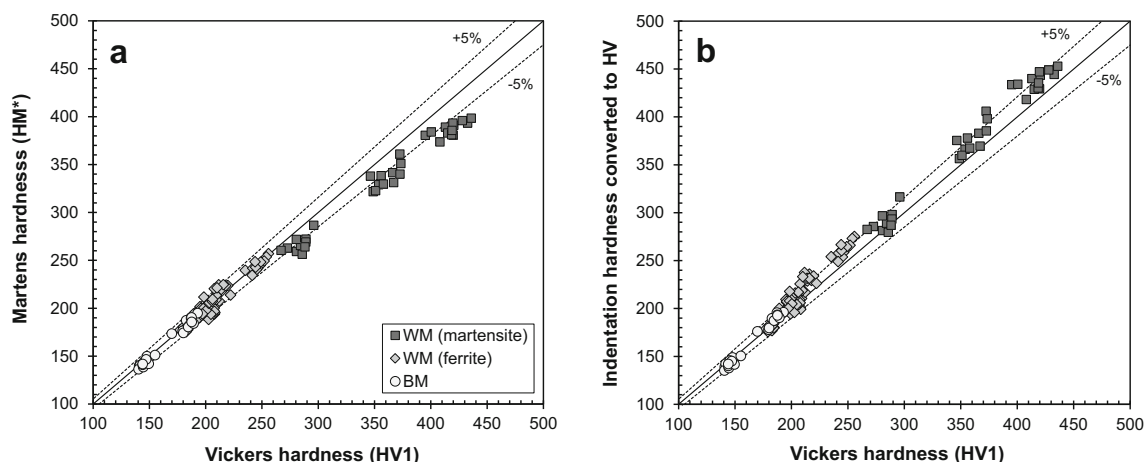 a
+5%
-5%
500
450
400
350
300
250
200
150
100
100 150 200 250 300 350 400 450 500
Martens hardnesss (HM*)
Vickers hardness (HV1)
WM (martensite)
WM (ferrite)
BM
b
+5%
-5%
500
450
400
350
300
250
200
150
100
100 150 200 250 300 350 400 450 500
Indentation hardness converted to HV
Vickers hardness (HV1)